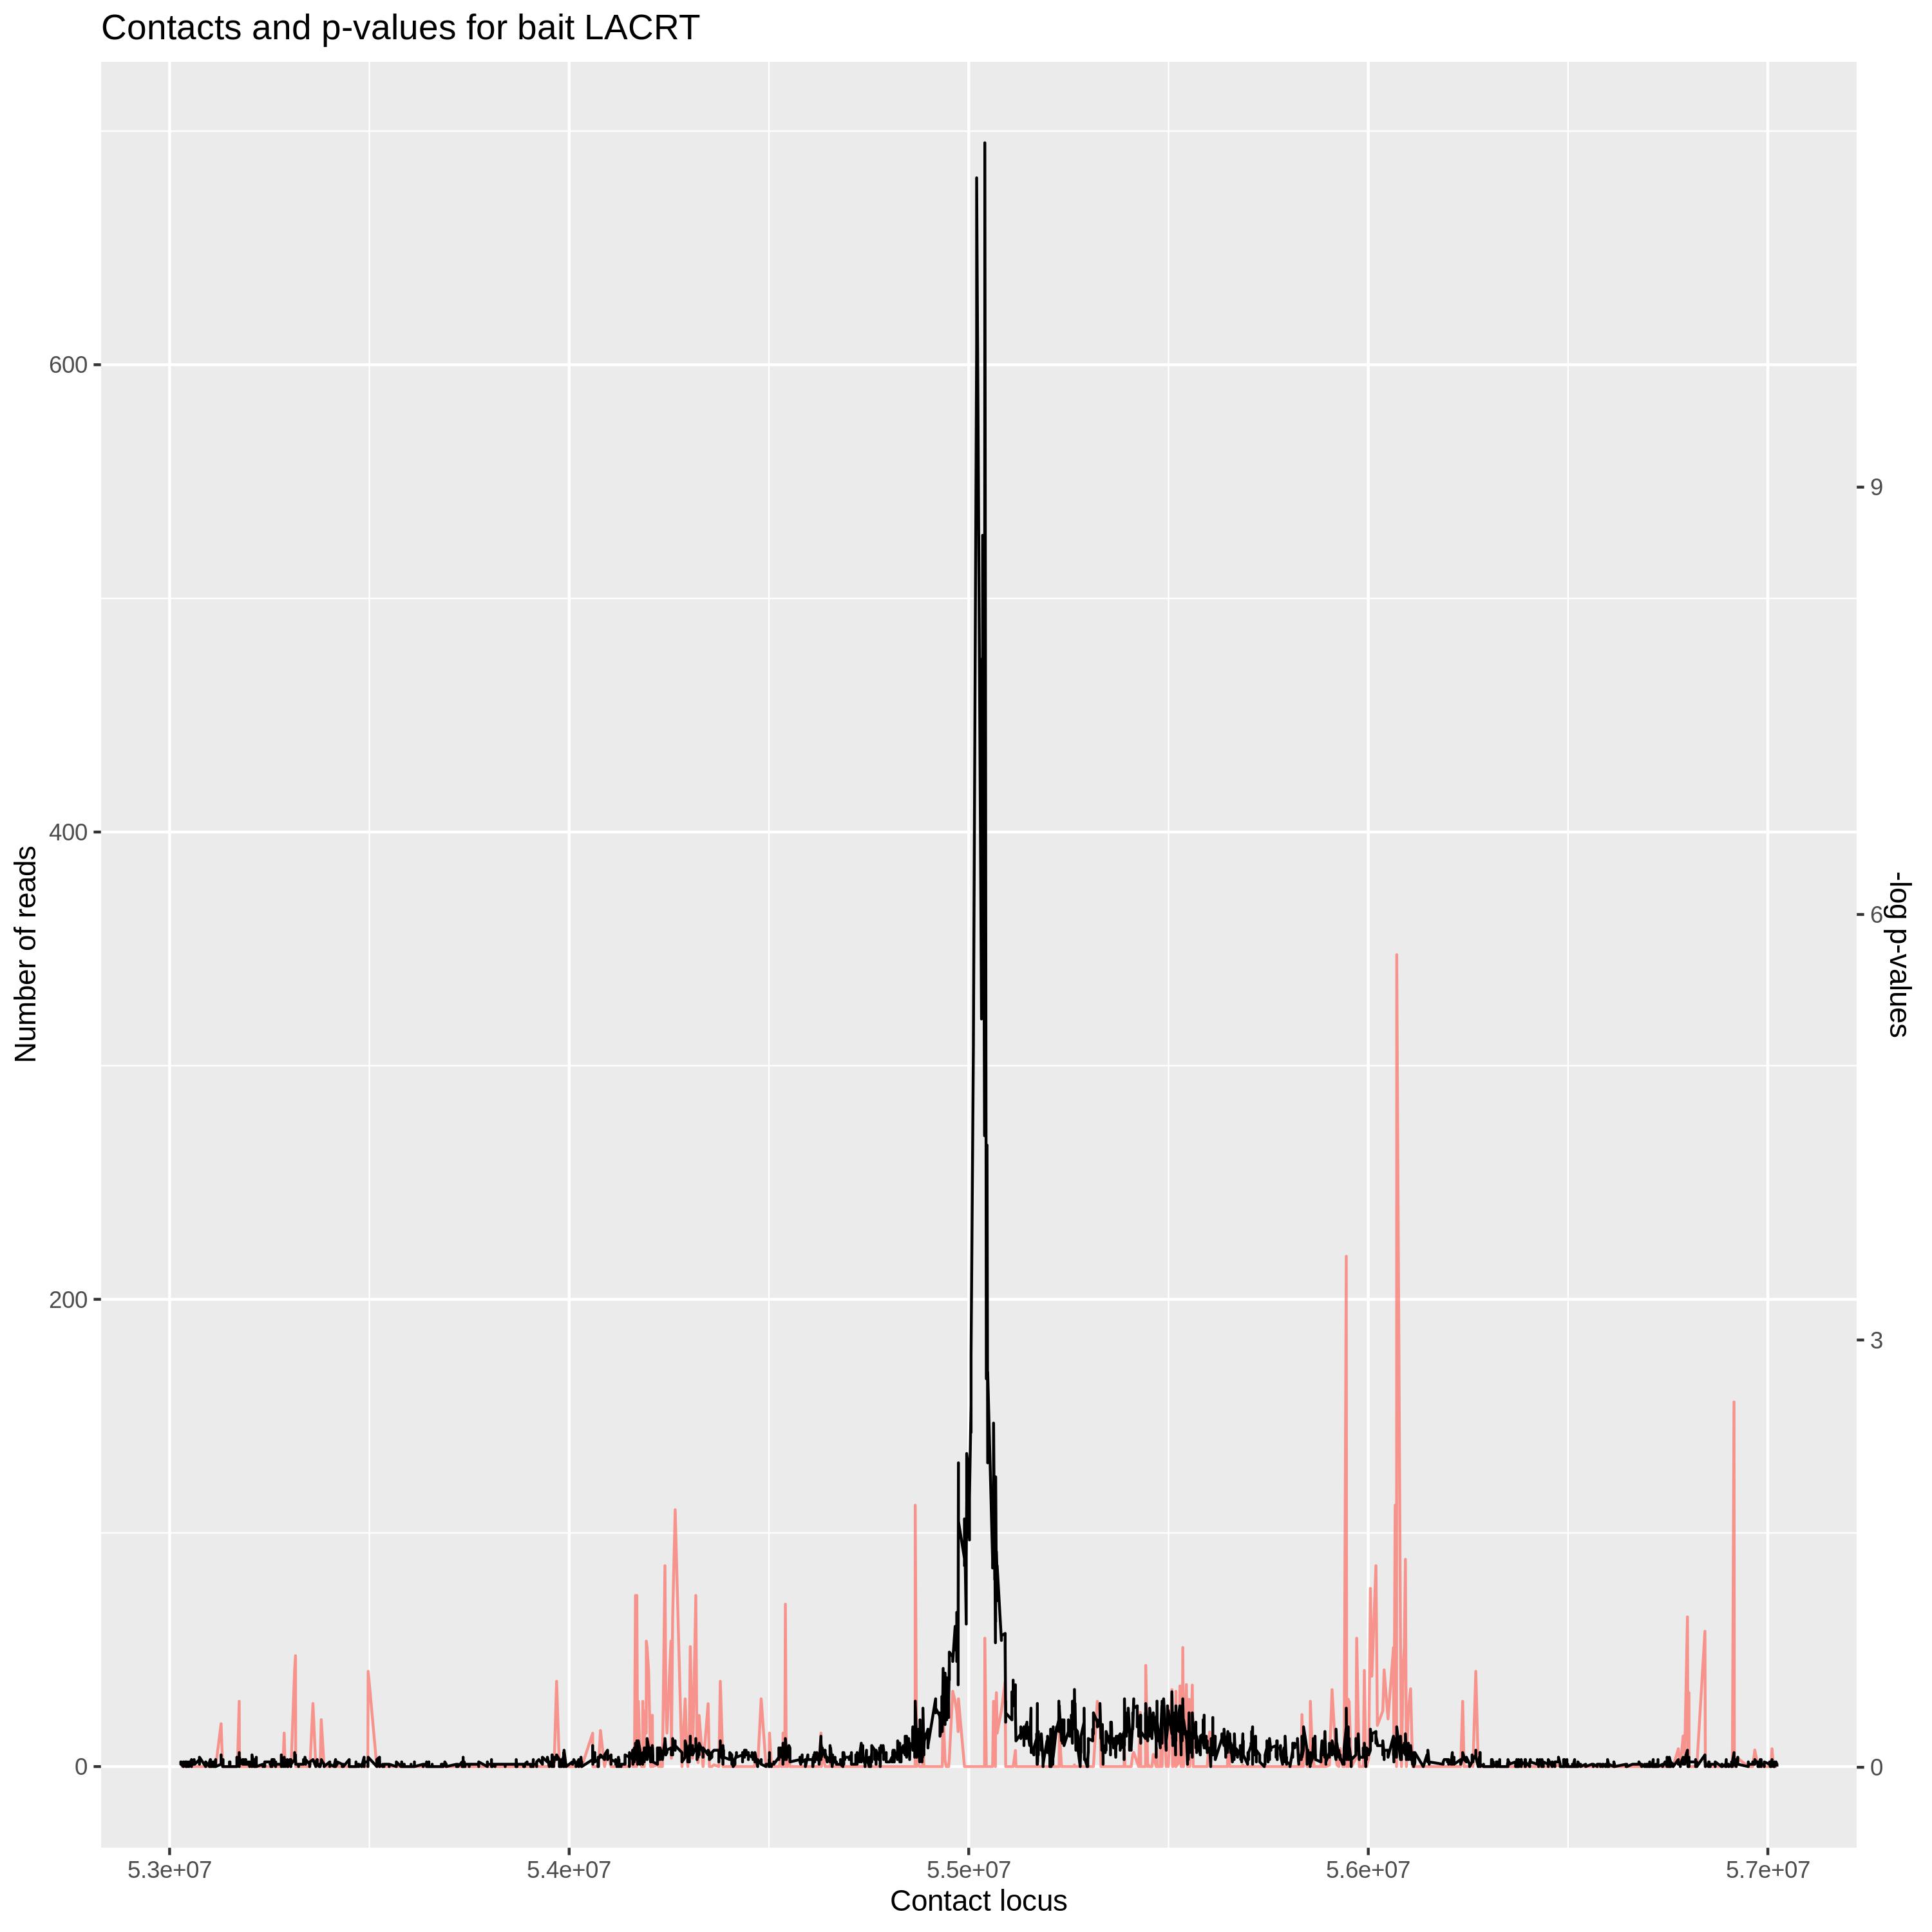 Contacts and p-values for bait LACRT
600
400
200
0
Number of reads
9
6
3
0
-log p-values
5.3e+07 5.4e+07 5.5e+07 5.6e+07 5.7e+07
Contact locus